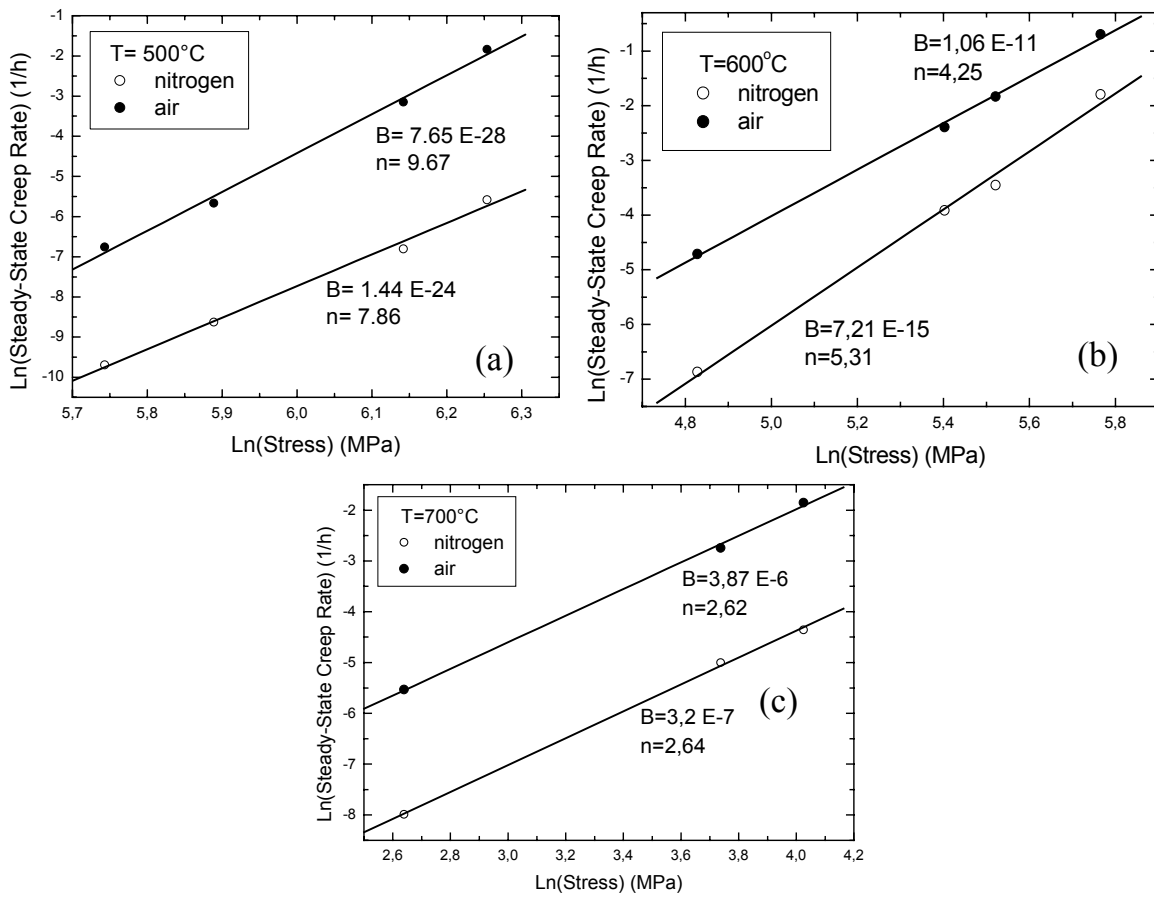 Ln(Steady-State Creep Rate) (1/h)
-1
-2
-3
-4
-5
-6
-7
-8
-9
-10
T= 500°C
nitrogen
air
B= 7.65 E-28
n= 9.67
B= 1.44 E-24
n= 7.86
(a)
5,7 5,8 5,9 6,0 6,1 6,2 6,3
Ln(Stress) (MPa)
Ln(Steady-State Creep Rate) (1/h)
-1
-2
-3
-4
-5
-6
-7
T=600°C
nitrogen
air
B=1,06 E-11
n=4,25
B=7,21 E-15
n=5,31
(b)
4,8 5,0 5,2 5,4 5,6 5,8
Ln(Stress) (MPa)
Ln(Steady-State Creep Rate) (1/h)
-2
-3
-4
-5
-6
-7
-8
T=700°C
nitrogen
air
B=3,87 E-6
n=2,62
B=3,2 E-7
n=2,64
(c)
2,6 2,8 3,0 3,2 3,4 3,6 3,8 4,0 4,2
Ln(Stress) (MPa)